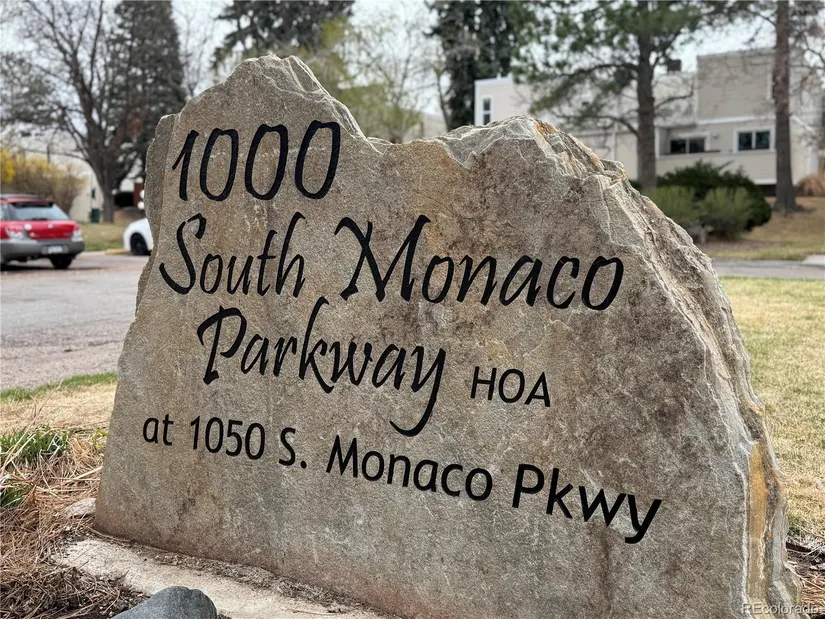 1000
South Monaco
Parkway HOA
at 1050 S. Monaco Pkwy
REcolorado